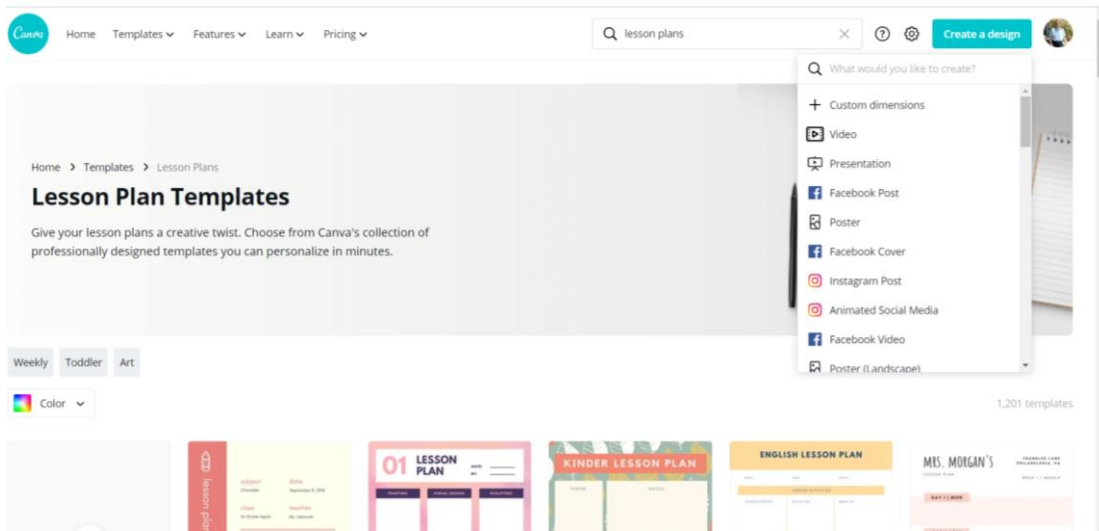 Canva
Home Templates Features Learn Pricing
lesson plans
Create a design
What would you like to create?
Custom dimensions
Video
Presentation
Facebook Post
Poster
Facebook Cover
Instagram Post
Animated Social Media
Facebook Video
Poster (Landscape)
Home > Templates > Lesson Plans
Lesson Plan Templates
Give your lesson plans a creative twist. Choose from Canva's collection of
professionally designed templates you can personalize in minutes.
Weekly Toddler Art
Color
1,201 templates
lesson plan
subject
date
01 LESSON
PLAN
KINDER LESSON PLAN
ENGLISH LESSON PLAN
MRS. MORGAN'S
LESSON PLAN
DAY 1 | MON